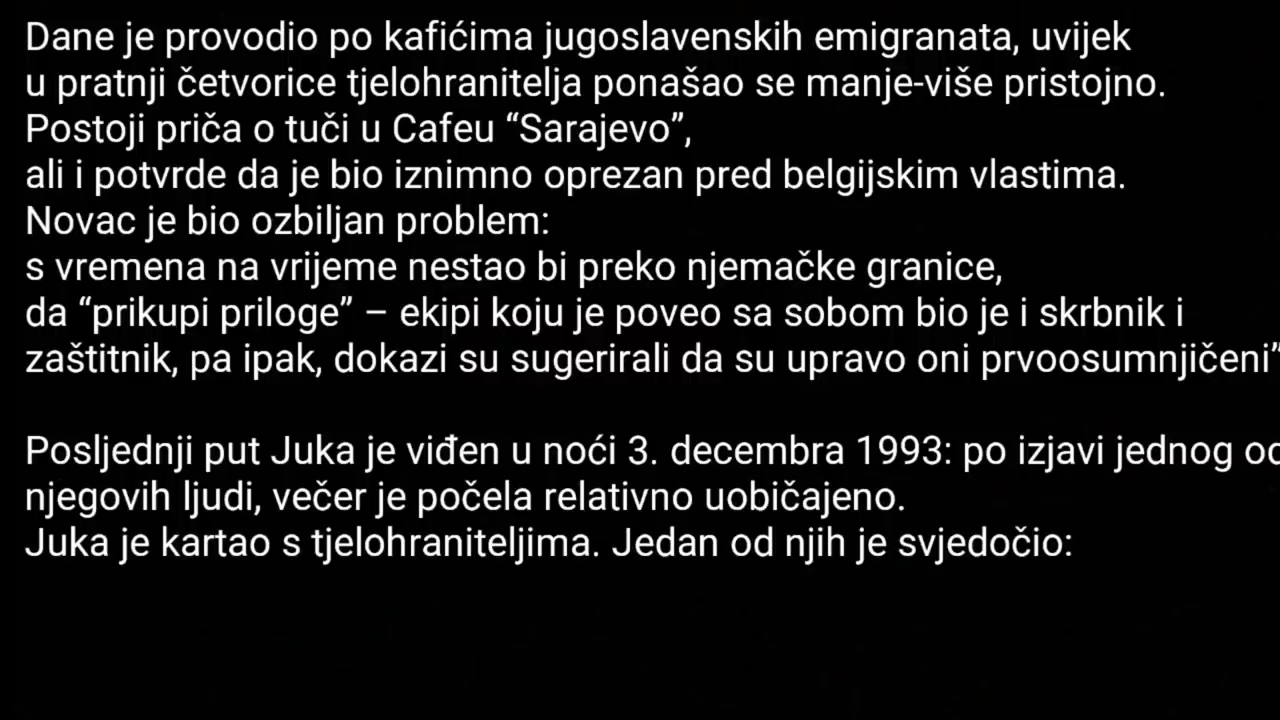 Dane je provodio po kafićima jugoslavenskih emigranata, uvijek
u pratnji četvorice tjelohranitelja ponašao se manje-više pristojno.
Postoji priča o tuči u Cafeu “Sarajevo”,
ali i potvrde da je bio iznimno oprezan pred belgijskim vlastima.
Novac je bio ozbiljan problem:
s vremena na vrijeme nestao bi preko njemačke granice,
da “prikupi priloge” – ekipi koju je poveo sa sobom bio je i skrbnik i
zaštitnik, pa ipak, dokazi su sugerirali da su upravo oni prvoosumnjičeni”
Posljednji put Juka je viđen u noći 3. decembra 1993: po izjavi jednog od
njegovih ljudi, večer je počela relativno uobičajeno.
Juka je kartao s tjelohraniteljima. Jedan od njih je svjedočio: